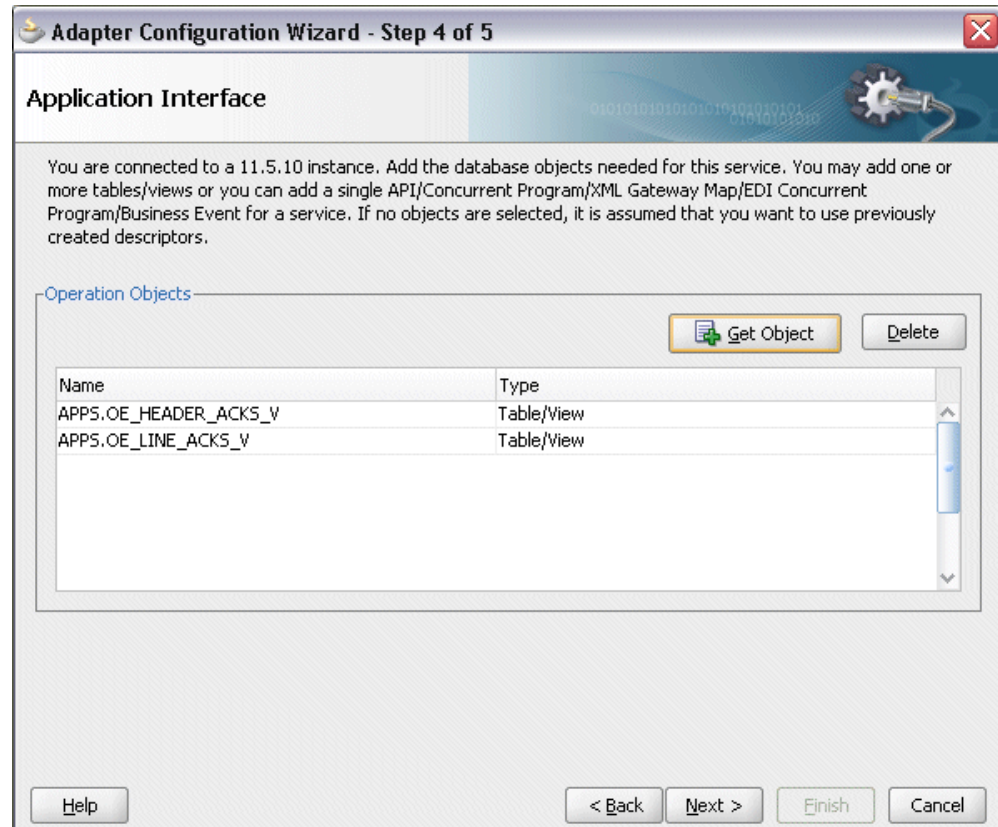 Adapter Configuration Wizard - Step 4 of 5
Application Interface
You are connected to a 11.5.10 instance. Add the database objects needed for this service. You may add one or
more tables/views or you can add a single API/Concurrent Program/XML Gateway Map/EDI Concurrent
Program/Business Event for a service. If no objects are selected, it is assumed that you want to use previously
created descriptors.
Operation Objects
Get Object Delete
Name Type
APPS.OE_HEADER_ACKS_V Table/View
APPS.OE_LINE_ACKS_V Table/View
Help < Back Next > Finish Cancel